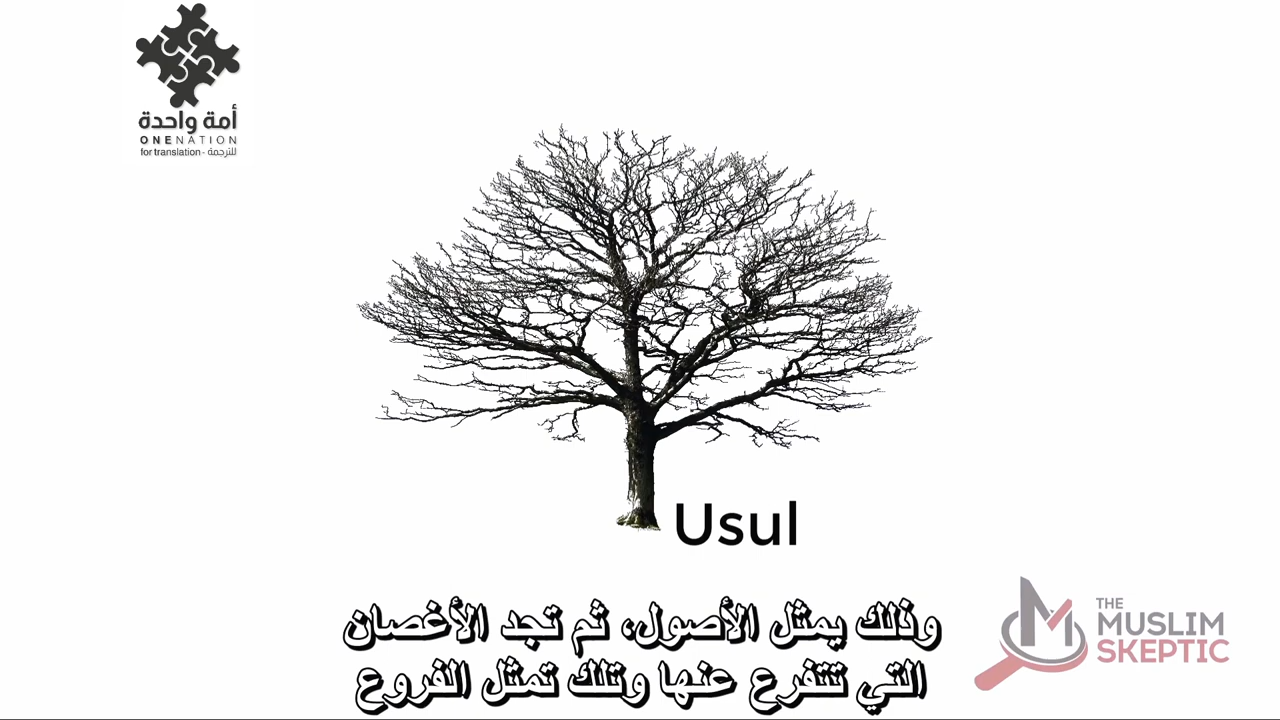 أمة واحدة
ONENATION
for translation - للترجمة
Usul
وذلك يمثل الأصول، ثم تجد الأغصان
التي تتفرع عنها وتلك تمثل الفروع
THE
MUSLIM
SKEPTIC